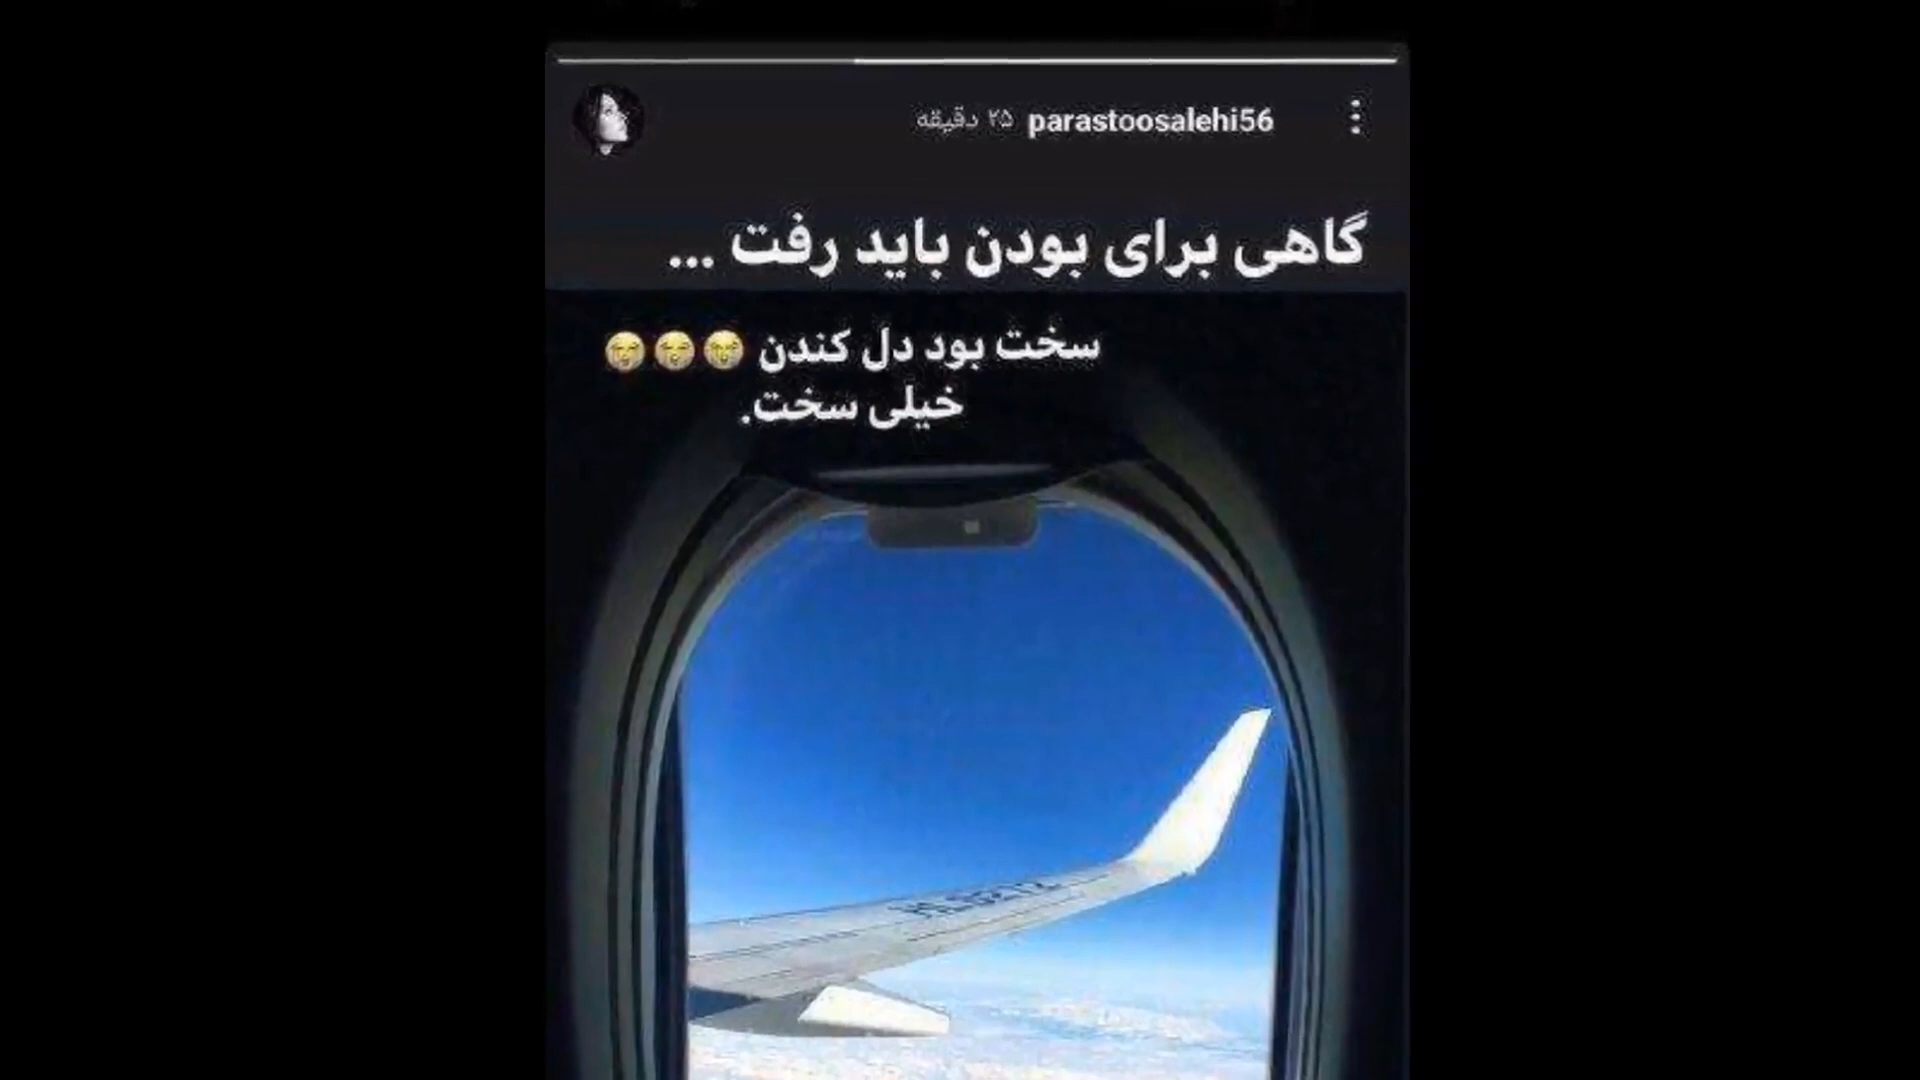 parastoosalehi56 ۲۵ دقیقه
گاهی برای بودن باید رفت ...
سخت بود دل کندن 😭😭😭
خیلی سخت.